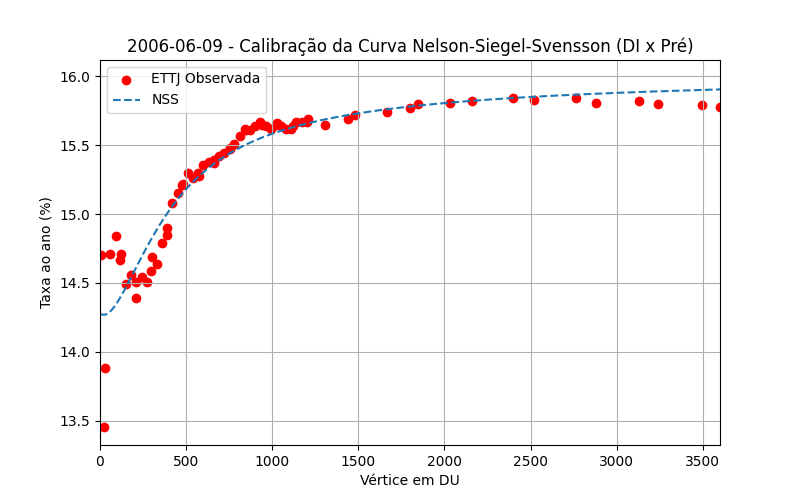 2006-06-09 - Calibração da Curva Nelson-Siegel-Svensson (DI x Pré)
ETTJ Observada
NSS
Taxa ao ano (%)
16.0
15.5
15.0
14.5
14.0
13.5
0 500 1000 1500 2000 2500 3000 3500
Vértice em DU